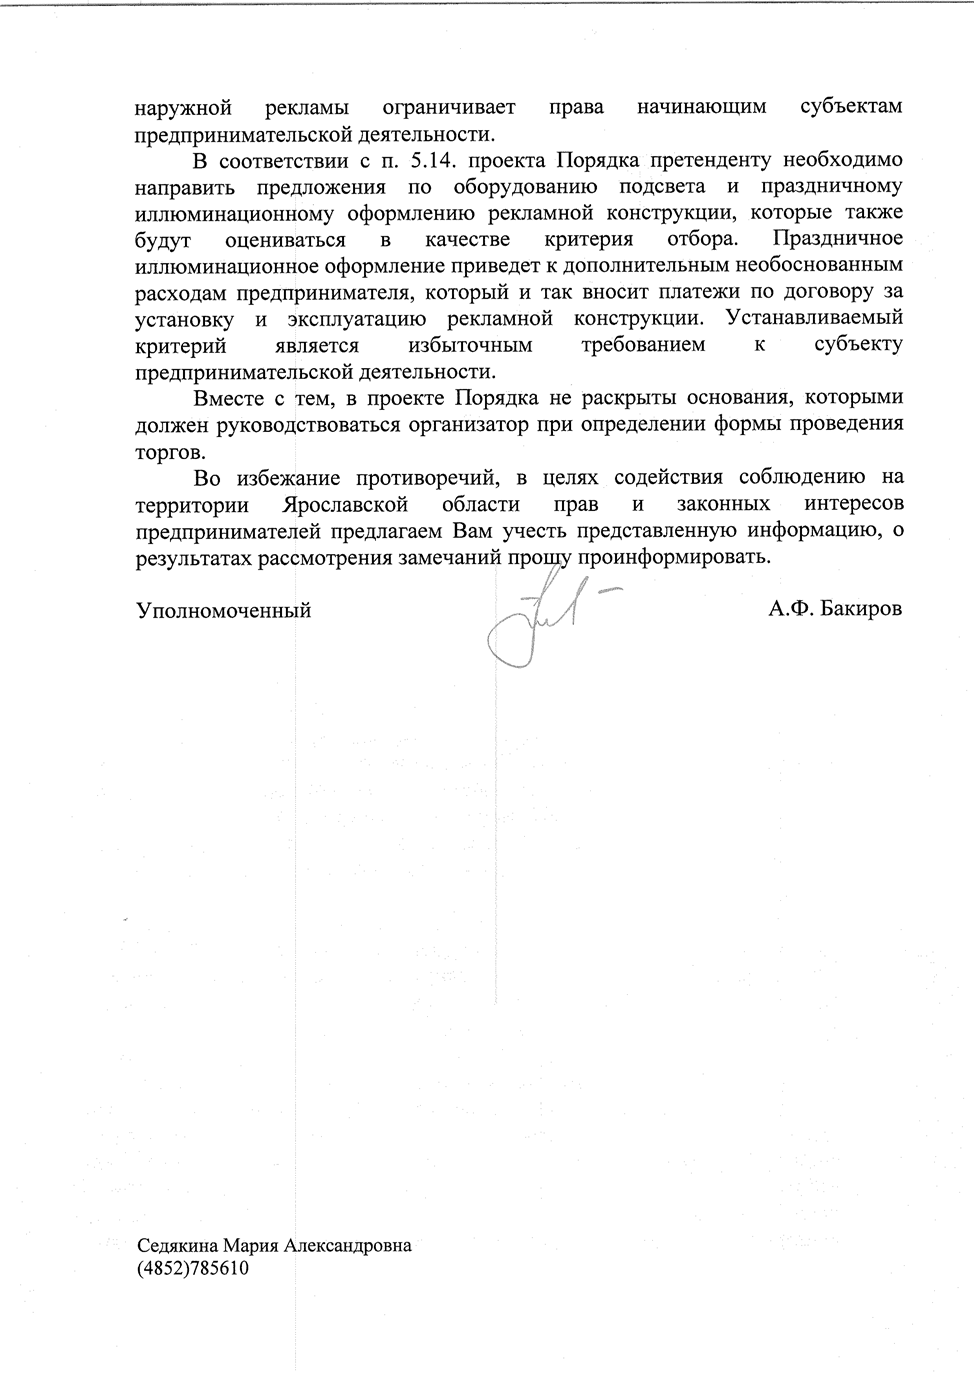 наружной рекламы ограничивает права начинающим субъектам
предпринимательской деятельности.
В соответствии с п. 5.14. проекта Порядка претенденту необходимо
направить предложения по оборудованию подсвета и праздничному
иллюминационному оформлению рекламной конструкции, которые также
будут оцениваться в качестве критерия отбора. Праздничное
иллюминационное оформление приведет к дополнительным необоснованным
расходам предпринимателя, который и так вносит платежи по договору за
установку и эксплуатацию рекламной конструкции. Устанавливаемый
критерий является избыточным требованием к субъекту
предпринимательской деятельности.
Вместе с тем, в проекте Порядка не раскрыты основания, которыми
должен руководствоваться организатор при определении формы проведения
торгов.
Во избежание противоречий, в целях содействия соблюдению на
территории Ярославской области прав и законных интересов
предпринимателей предлагаем Вам учесть представленную информацию, о
результатах рассмотрения замечаний прошу проинформировать.
Уполномоченный А.Ф. Бакиров
Седякина Мария Александровна
(4852)785610